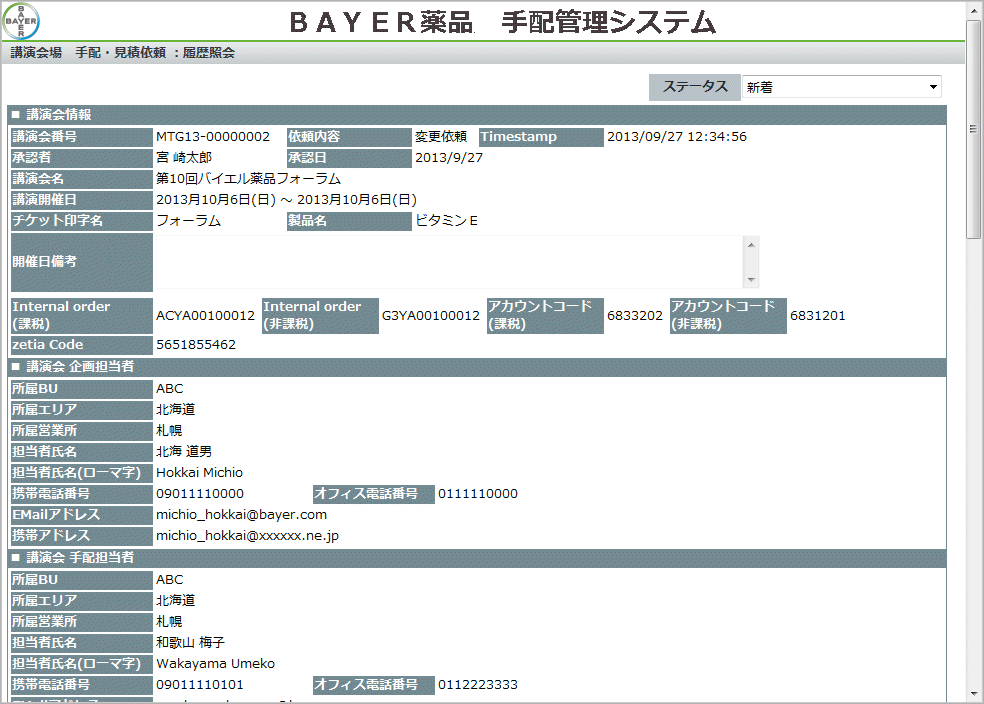 BAYER
BAYER
ＢＡＹＥＲ薬品　手配管理システム
講演会場　手配・見積依頼 ：履歴照会
ステータス 新着
■ 講演会情報
講演会番号 MTG13-00000002 依頼内容 変更依頼 Timestamp 2013/09/27 12:34:56
承認者 宮 崎太郎 承認日 2013/9/27
講演会名 第10回バイエル薬品フォーラム
講演開催日 2013月10月6日(日) ～ 2013月10月6日(日)
チケット印字名 フォーラム 製品名 ビタミンＥ
開催日備考
Internal order (課税) ACYA00100012 Internal order (非課税) G3YA00100012 アカウントコード (課税) 6833202 アカウントコード (非課税) 6831201
zetia Code 5651855462
■ 講演会 企画担当者
所属BU ABC
所属エリア 北海道
所属営業所 札幌
担当者氏名 北海 道男
担当者氏名(ローマ字) Hokkai Michio
携帯電話番号 09011110000 オフィス電話番号 0111110000
EMailアドレス michio_hokkai@bayer.com
携帯アドレス michio_hokkai@xxxxxx.ne.jp
■ 講演会 手配担当者
所属BU ABC
所属エリア 北海道
所属営業所 札幌
担当者氏名 和歌山 梅子
担当者氏名(ローマ字) Wakayama Umeko
携帯電話番号 09011110101 オフィス電話番号 0112223333